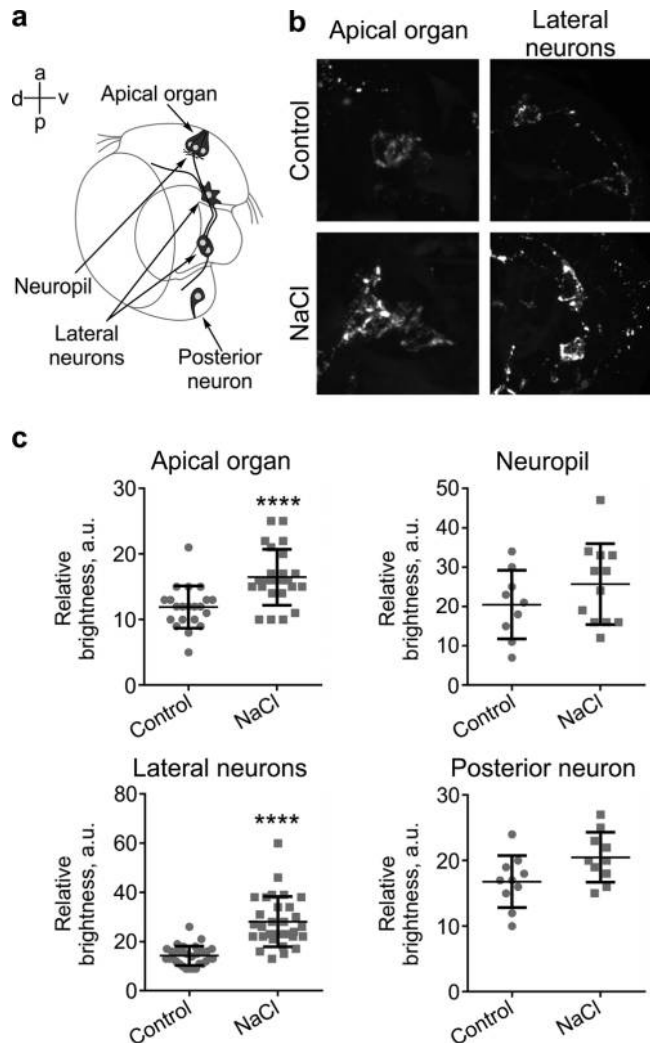 a
a
d v
p
Apical organ
Neuropil
Lateral
neurons
Posterior
neuron
b
Apical organ
Lateral
neurons
Control
NaCl
c
Apical organ
Relative
brightness, a.u.
30
20
10
0
****
Control
NaCl
Neuropil
Relative
brightness, a.u.
50
40
30
20
10
0
Control
NaCl
Lateral neurons
Relative
brightness, a.u.
80
60
40
20
0
****
Control
NaCl
Posterior neuron
Relative
brightness, a.u.
30
20
10
0
Control
NaCl